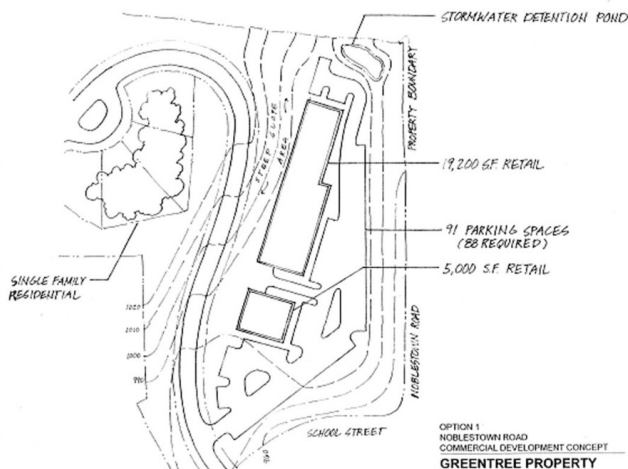 STORMWATER DETENTION POND
PROPERTY BOUNDARY
STEEP SLOPE
AREA
19,200 S.F. RETAIL
91 PARKING SPACES
(88 REQUIRED)
5,000 S.F. RETAIL
SINGLE FAMILY
RESIDENTIAL
1020
1010
1000
990
NOBLESTOWN ROAD
SCHOOL STREET
960
OPTION 1
NOBLESTOWN ROAD
COMMERCIAL DEVELOPMENT CONCEPT
GREENTREE PROPERTY